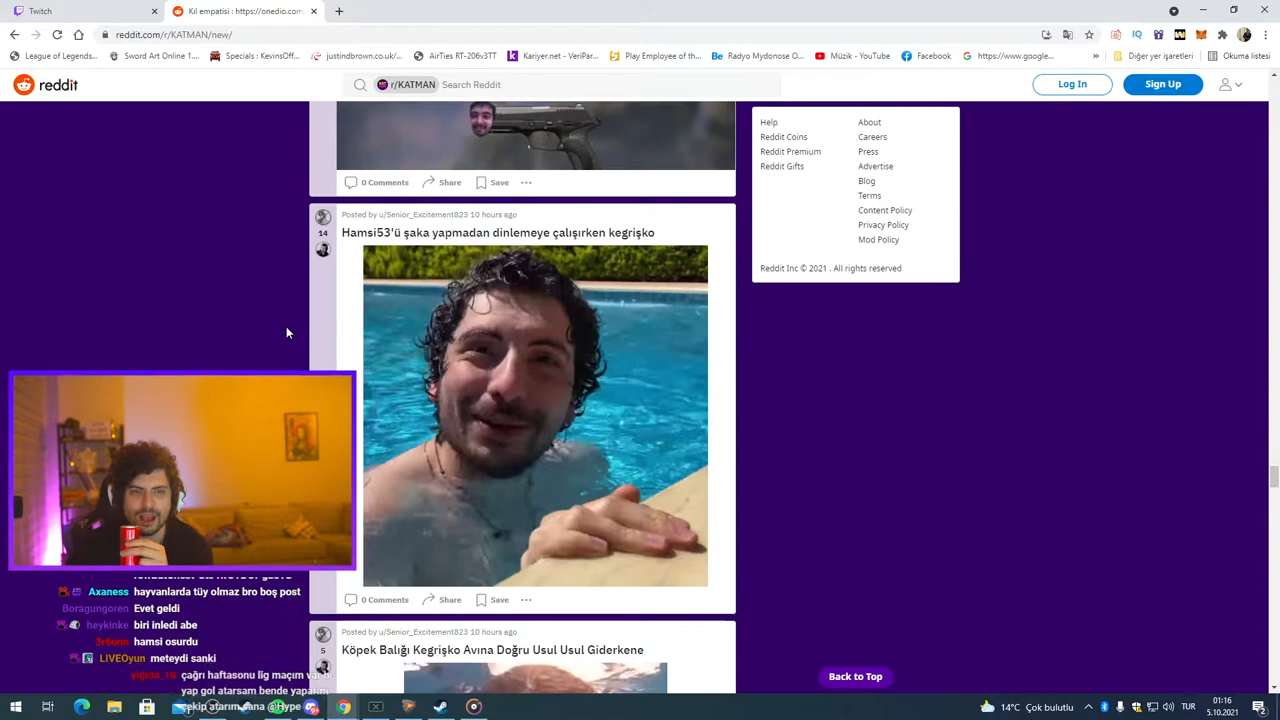 Twitch
Kıl empatisi : https://onedio.com
reddit.com/r/KATMAN/new/
League of Legends...
Sword Art Online 1...
Specials : KevinsOff...
justindbrown.co.uk/...
AirTies RT-206v3TT
Kariyer.net - VeriPar...
Play Employee of the...
Radyo Mydonose O...
Müzik - YouTube
Facebook
https://www.google...
Diğer yer işaretleri
Okuma listesi
reddit
r/KATMAN
Search Reddit
Log In
Sign Up
Help
About
Reddit Coins
Careers
Reddit Premium
Press
Reddit Gifts
Advertise
Blog
Terms
Content Policy
Privacy Policy
Mod Policy
Reddit Inc © 2021 . All rights reserved
0 Comments
Share
Save
Posted by u/Senior_Excitement823 10 hours ago
14
Hamsi53'ü şaka yapmadan dinlemeye çalışırken kegrişko
0 Comments
Share
Save
Posted by u/Senior_Excitement823 10 hours ago
5
Köpek Balığı Kegrişko Avına Doğru Usul Usul Giderkene
Axaness hayvanlarda tüy olmaz bro boş post
Boragungoren Evet geldi
heykinke biri inledi abe
3r6unn hamsi osurdu
LIVEOyun meteydi sanki
yigido_10 çağrı haftasonu lig maçım var
yap gol atarsam bende yaparım
Back to Top
14°C Çok bulutlu
TUR
01:16
5.10.2021
2